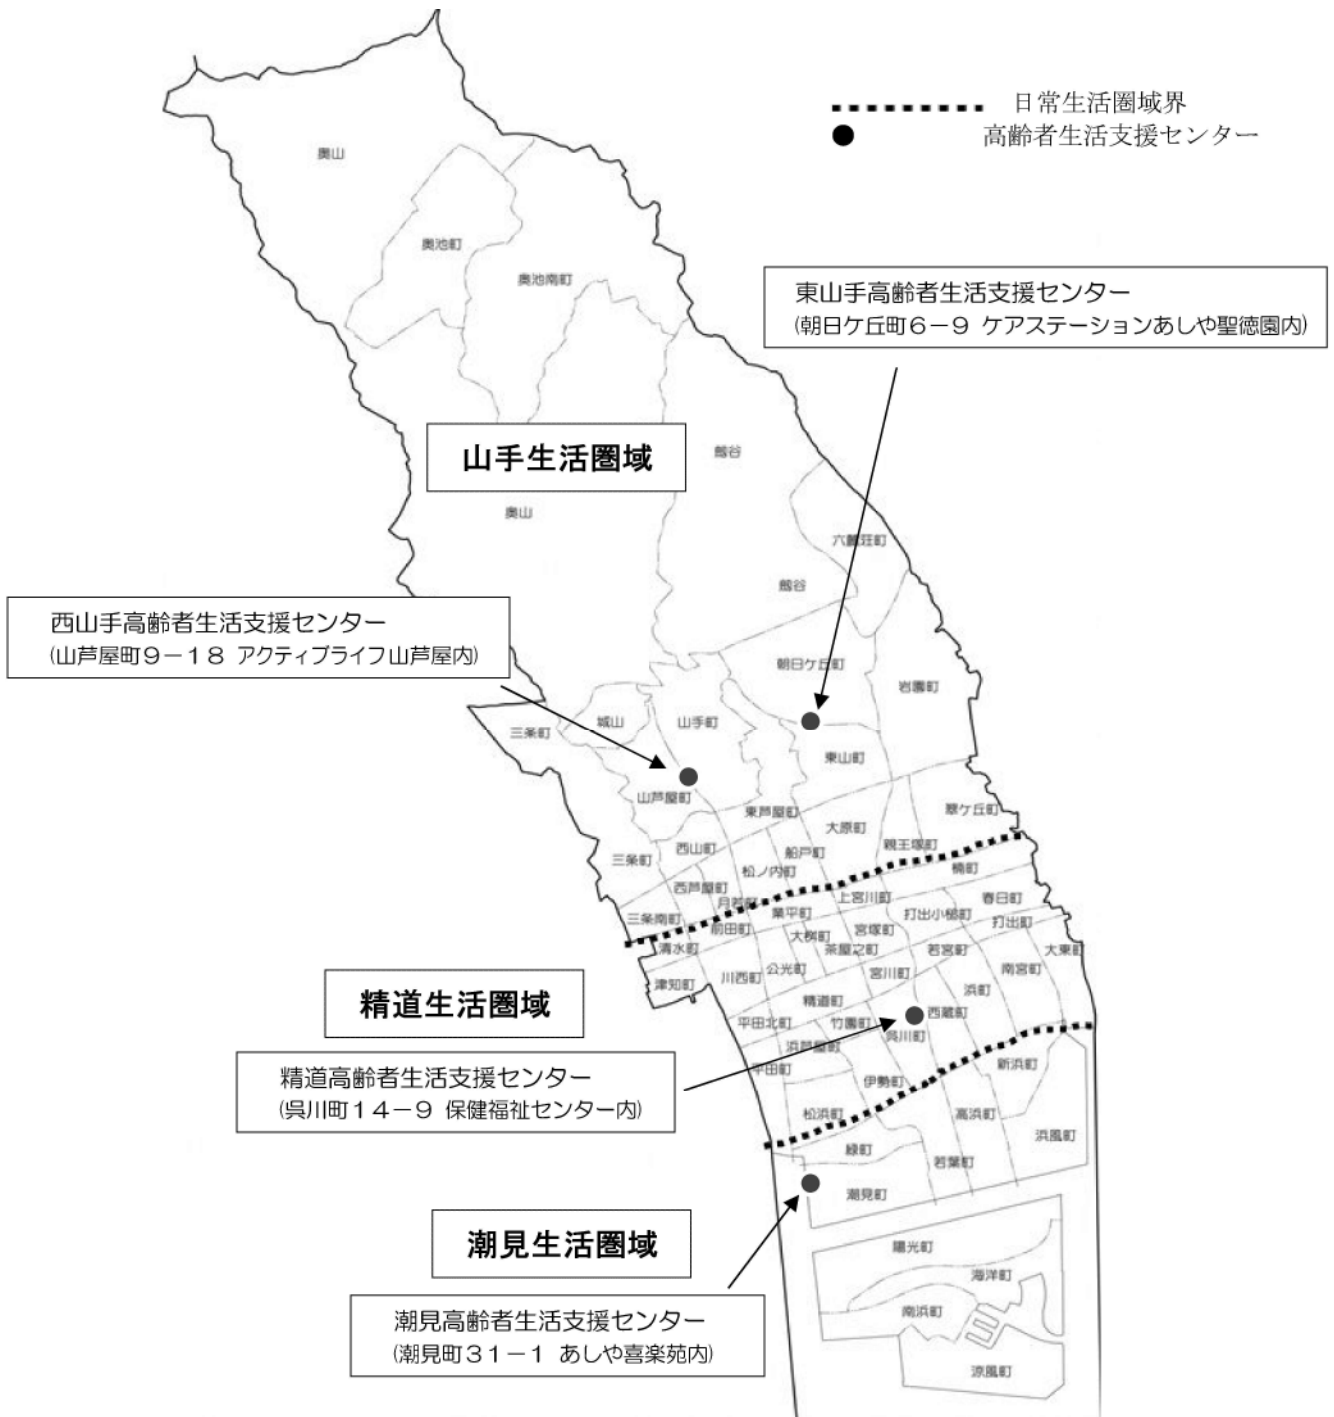 日常生活圏域界
高齢者生活支援センター
奥山
奥池町
奥池南町
東山手高齢者生活支援センター
(朝日ケ丘町6－9 ケアステーションあしや聖徳園内)
山手生活圏域
剱谷
奥山
六麓荘町
剱谷
西山手高齢者生活支援センター
(山芦屋町9－18 アクティブライフ山芦屋内)
朝日ケ丘町
岩園町
城山
山手町
三条町
東山町
山芦屋町
東芦屋町
翠ケ丘町
大原町
親王塚町
西山町
船戸町
三条町
松ノ内町
楠町
西芦屋町
月若町
上宮川町
春日町
三条南町
業平町
打出小槌町
打出町
前田町
大桝町
宮塚町
清水町
茶屋之町
若宮町
大東町
公光町
宮川町
南宮町
川西町
津知町
浜町
精道生活圏域
精道町
西蔵町
平田北町
竹園町
呉川町
浜芦屋町
平田町
新浜町
精道高齢者生活支援センター
(呉川町14－9 保健福祉センター内)
伊勢町
松浜町
高浜町
浜風町
緑町
若葉町
潮見町
潮見生活圏域
陽光町
海洋町
南浜町
潮見高齢者生活支援センター
(潮見町31－1 あしや喜楽苑内)
涼風町